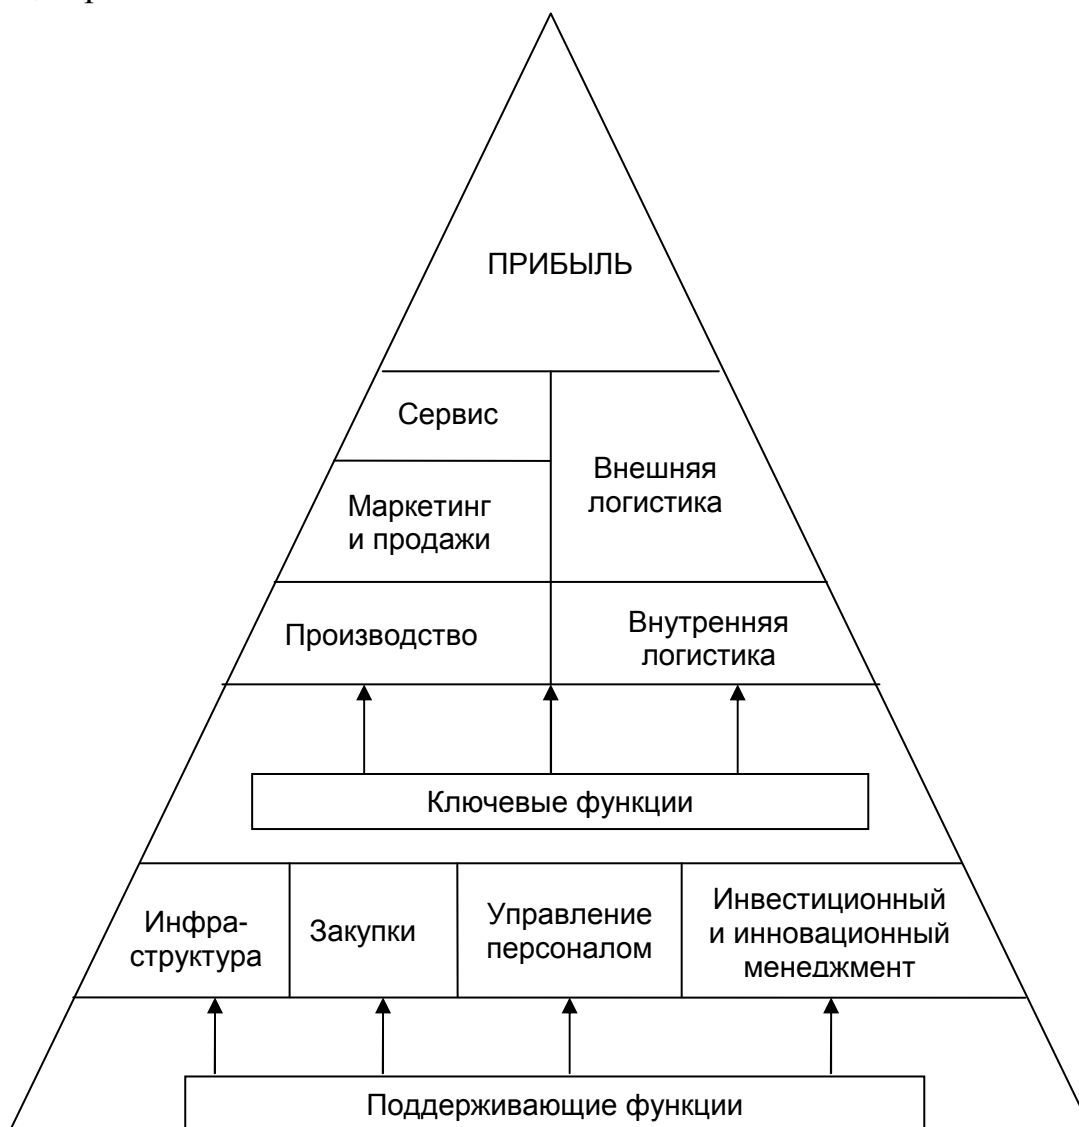 ПРИБЫЛЬ
Сервис
Внешняя
логистика
Маркетинг
и продажи
Производство
Внутренняя
логистика
Ключевые функции
Инфра-
структура
Закупки
Управление
персоналом
Инвестиционный
и инновационный
менеджмент
Поддерживающие функции